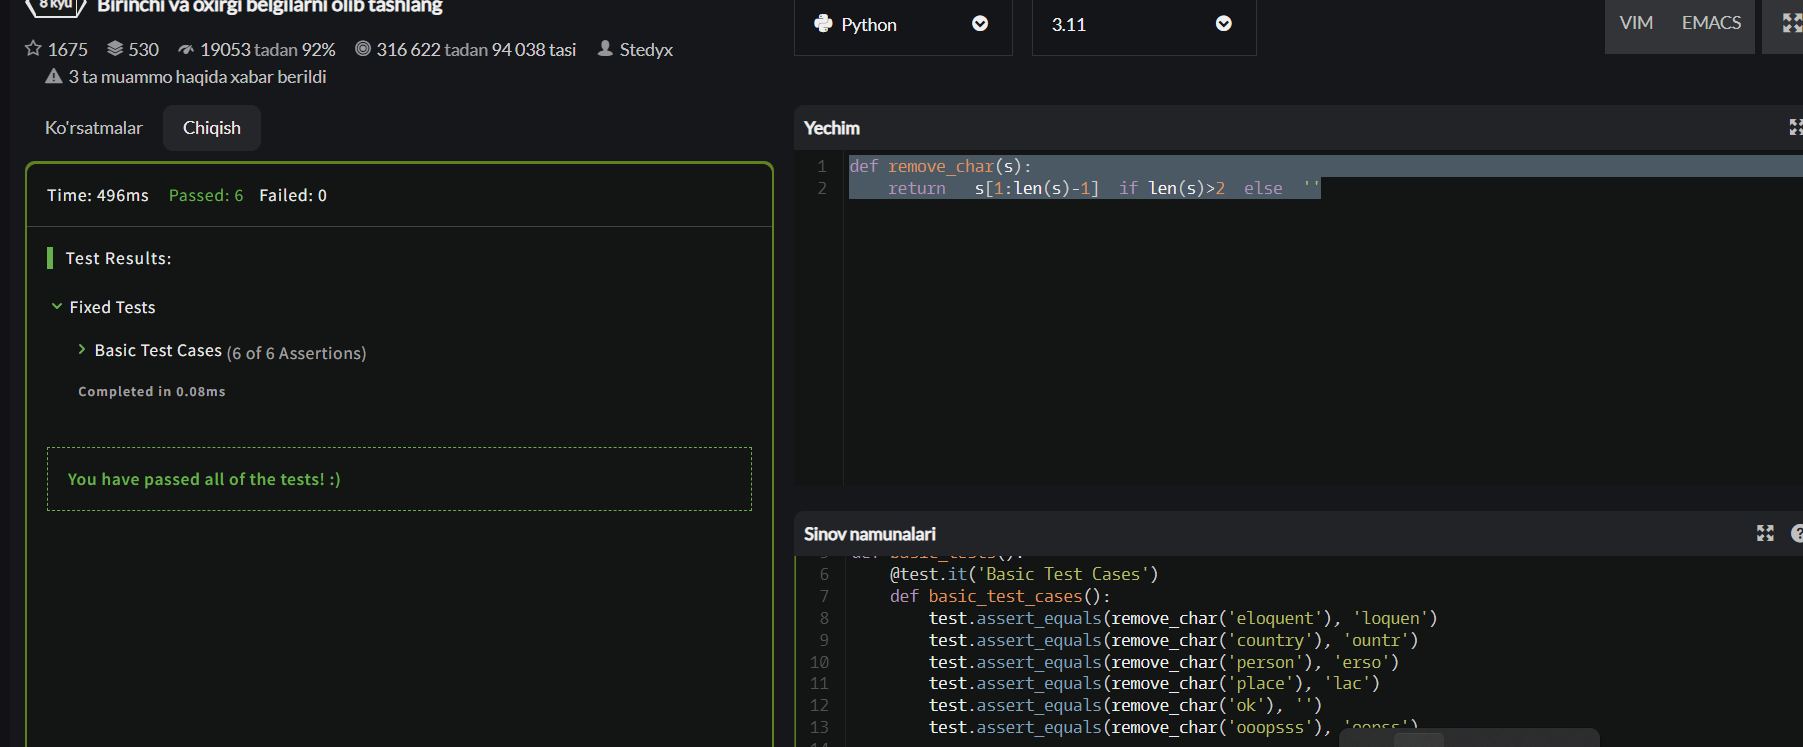 8 kyu
Birinchi va oxirgi belgilarni olib tashlang
1675 530 19053 tadan 92% 316 622 tadan 94 038 tasi Stedyx
3 ta muammo haqida xabar berildi
Ko'rsatmalar Chiqish
Time: 496ms Passed: 6 Failed: 0
Test Results:
Fixed Tests
Basic Test Cases (6 of 6 Assertions)
Completed in 0.08ms
You have passed all of the tests! :)
Python 3.11 VIM EMACS
Yechim
1 def remove_char(s):
2 return s[1:len(s)-1] if len(s)>2 else ''
Sinov namunalari
5 def basic_tests():
6 @test.it('Basic Test Cases')
7 def basic_test_cases():
8 test.assert_equals(remove_char('eloquent'), 'loquen')
9 test.assert_equals(remove_char('country'), 'ountr')
10 test.assert_equals(remove_char('person'), 'erso')
11 test.assert_equals(remove_char('place'), 'lac')
12 test.assert_equals(remove_char('ok'), '')
13 test.assert_equals(remove_char('ooopsss'), 'oopss')
14